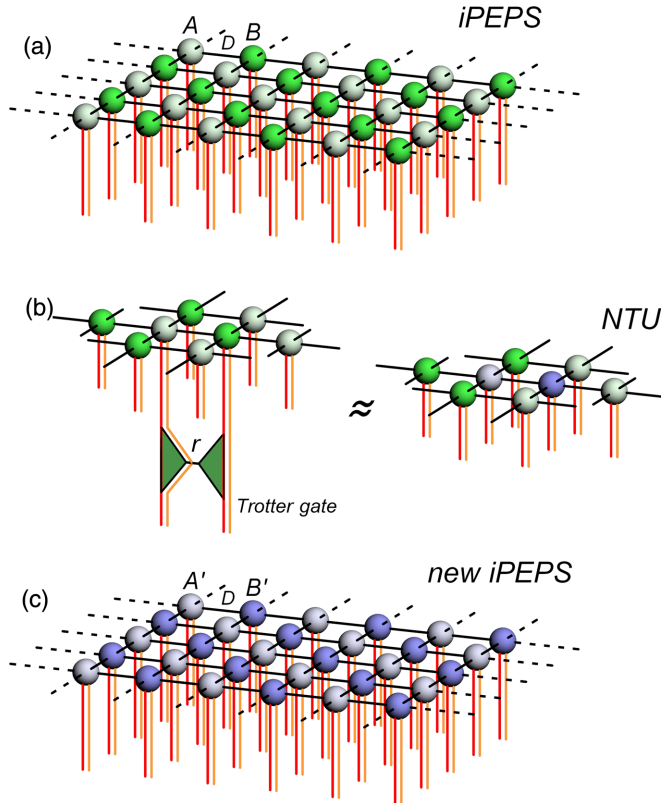 (a)
iPEPS
A
D
B
(b)
NTU
≈
r
Trotter gate
(c)
new iPEPS
A'
D
B'